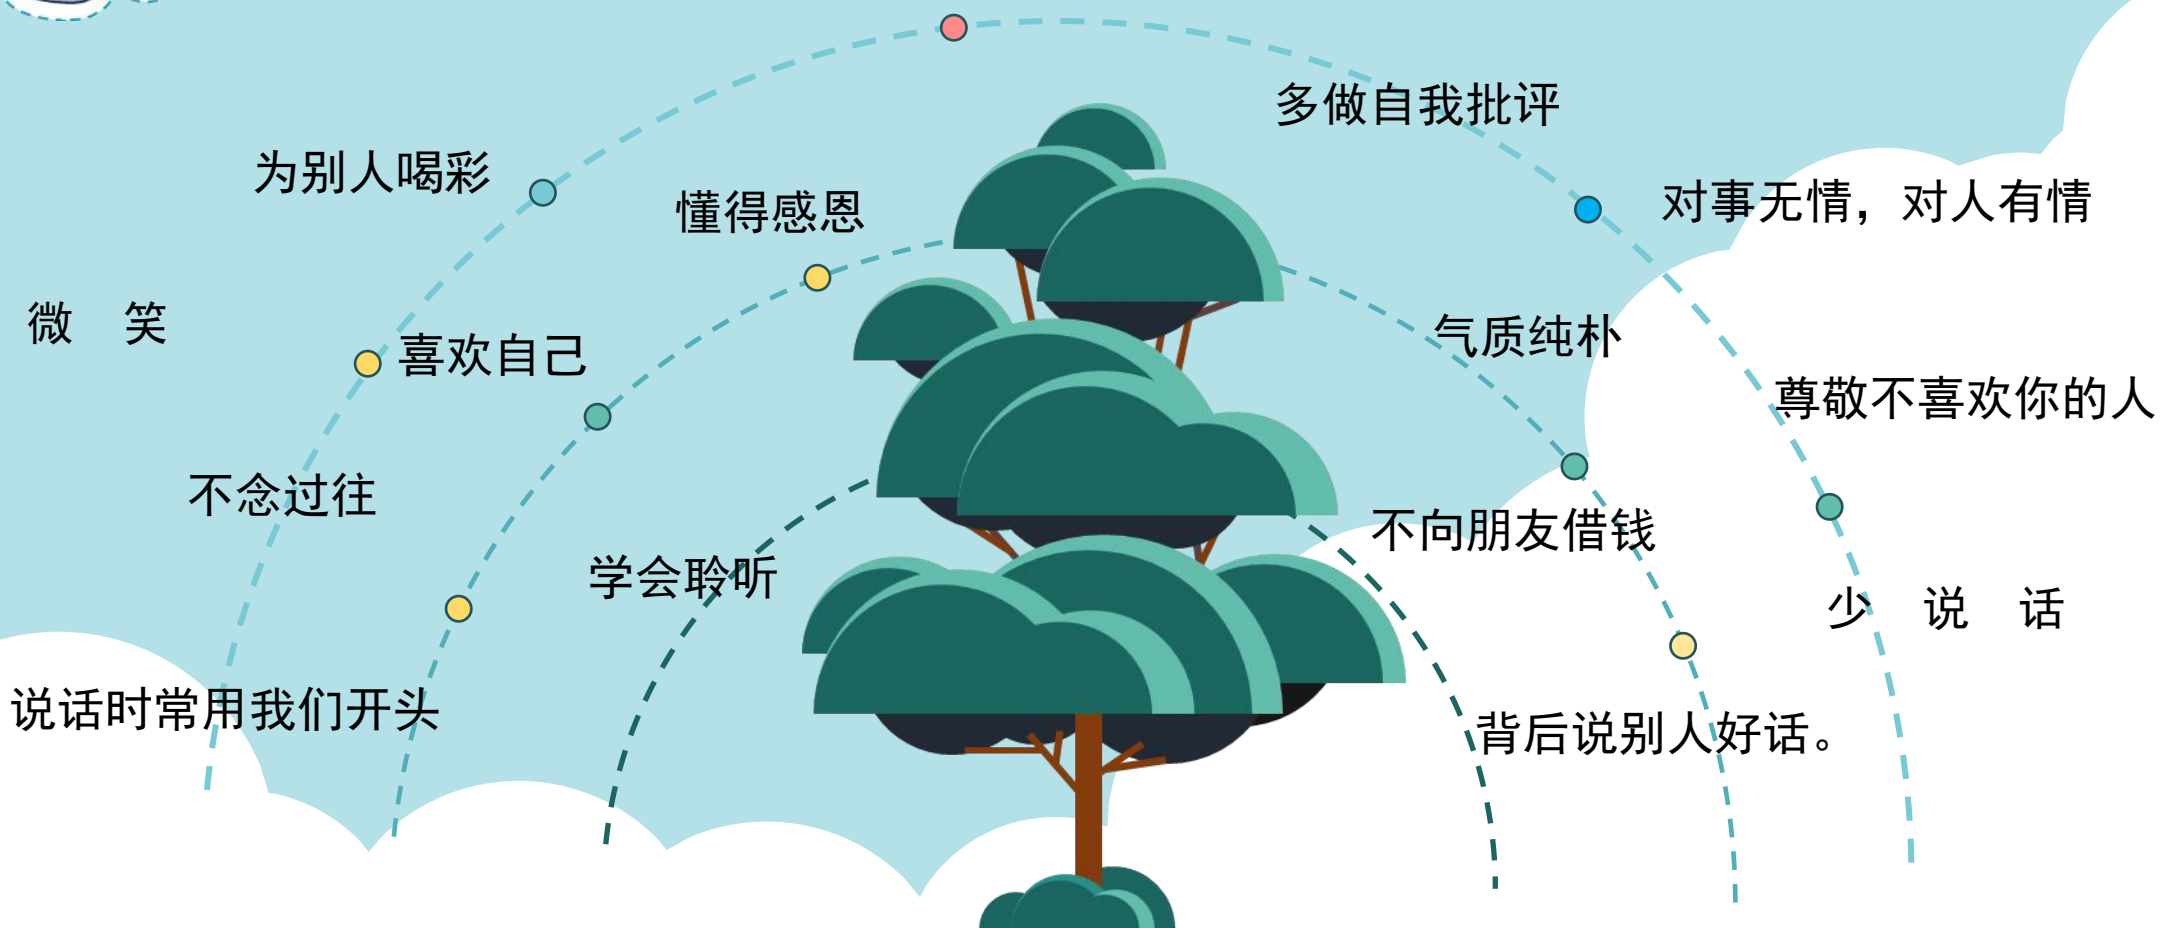 多做自我批评
为别人喝彩
懂得感恩
对事无情，对人有情
微 笑
喜欢自己
气质纯朴
尊敬不喜欢你的人
不念过往
学会聆听
不向朋友借钱
少 说 话
说话时常用我们开头
背后说别人好话。